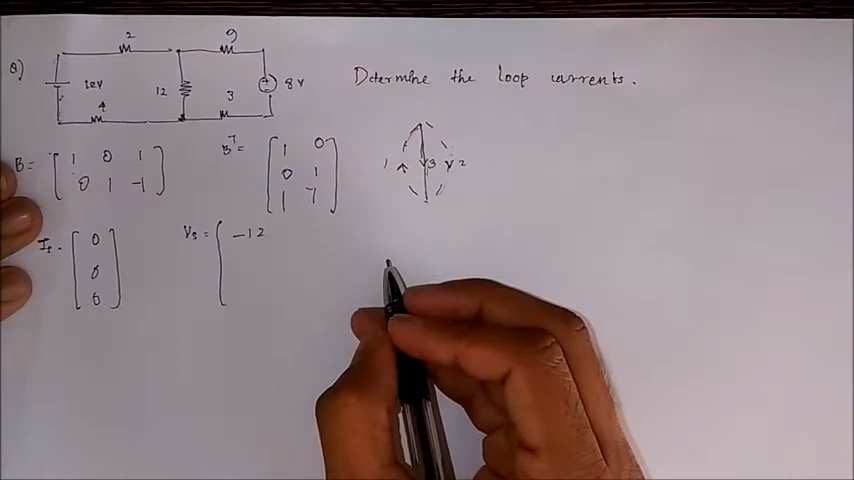 Q) 2 9
12V 12 8 V Determine the loop currents.
4 3
B = [ 1 0 1 Bᵀ = [ 1 0
0 1 -1 ] 0 1
1 -1 ] 1 3 2
Is = [ 0 Vs = [ -12
0
0 ]